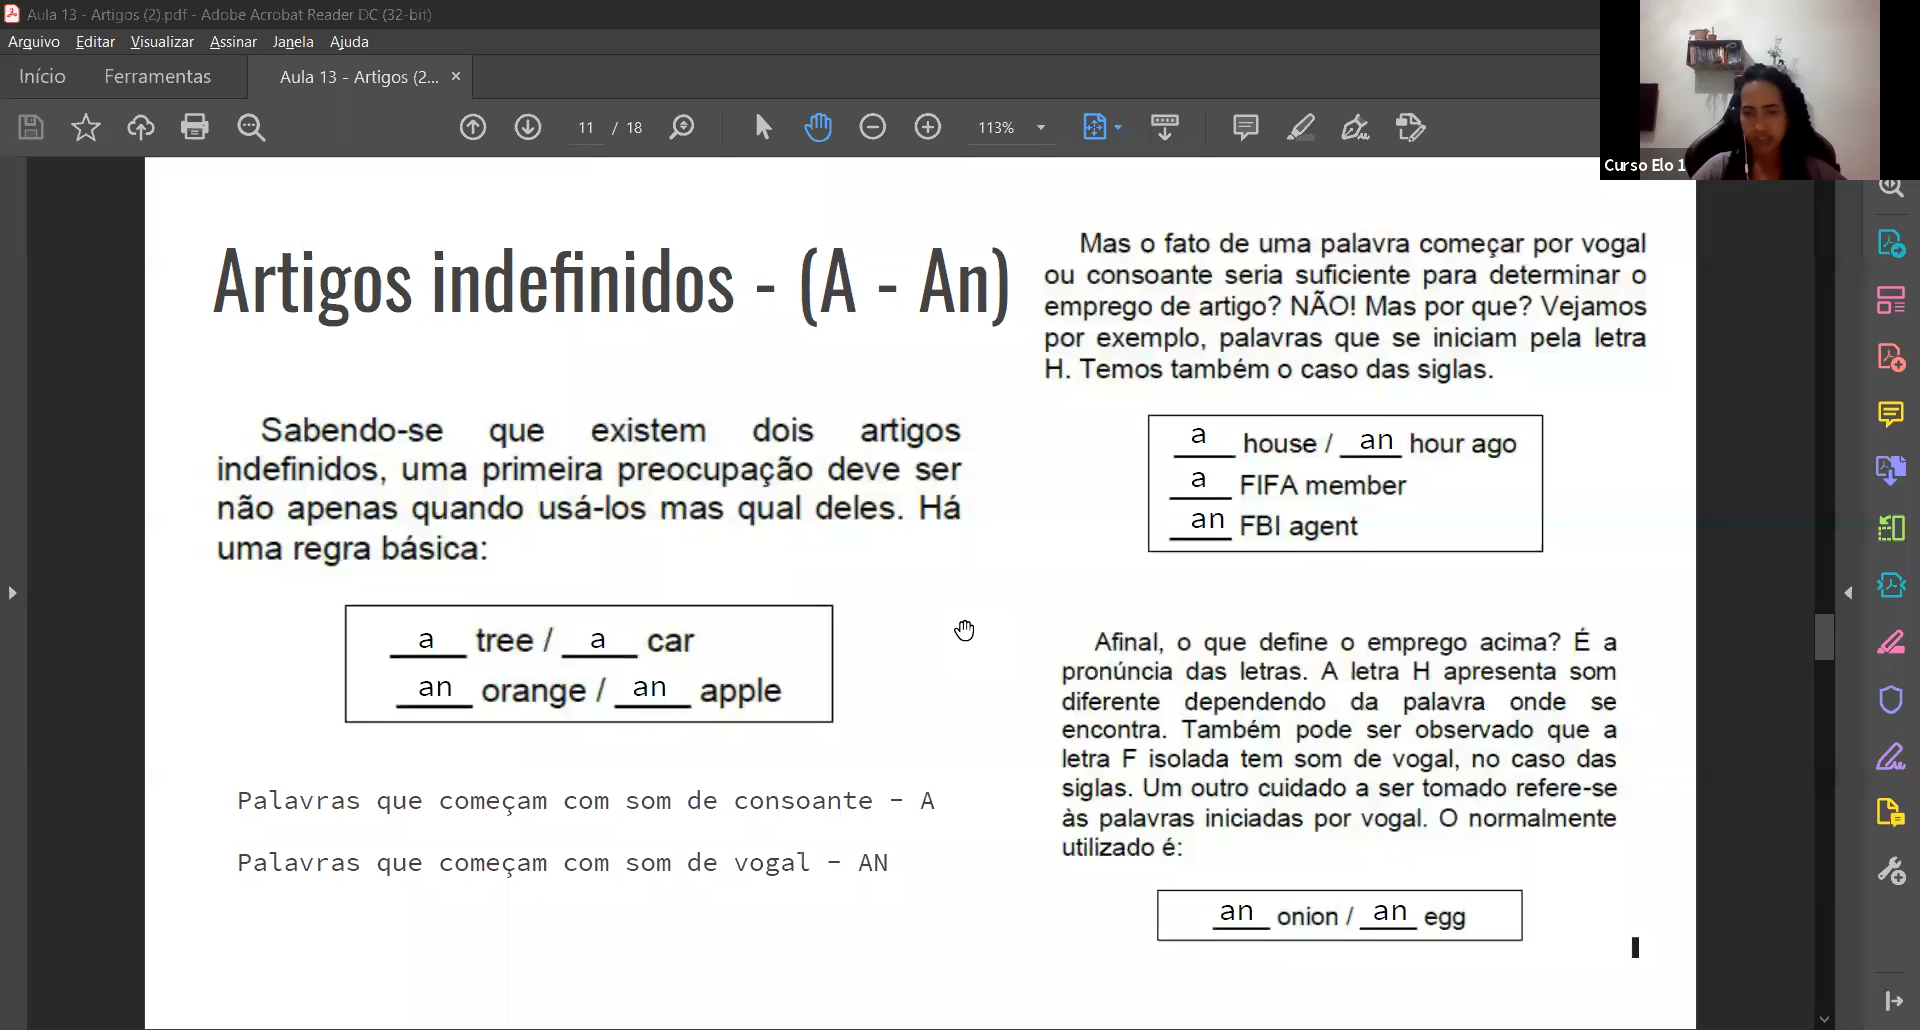 Aula 13 - Artigos (2).pdf - Adobe Acrobat Reader DC (32-bit)
Arquivo Editar Visualizar Assinar Janela Ajuda
Início Ferramentas Aula 13 - Artigos (2... ×
11 / 18 113%
Curso Elo 1
Artigos indefinidos - (A - An)
Sabendo-se que existem dois artigos
indefinidos, uma primeira preocupação deve ser
não apenas quando usá-los mas qual deles. Há
uma regra básica:
a tree / a car
an orange / an apple
Palavras que começam com som de consoante - A
Palavras que começam com som de vogal - AN
Mas o fato de uma palavra começar por vogal
ou consoante seria suficiente para determinar o
emprego de artigo? NÃO! Mas por que? Vejamos
por exemplo, palavras que se iniciam pela letra
H. Temos também o caso das siglas.
a house / an hour ago
a FIFA member
an FBI agent
Afinal, o que define o emprego acima? É a
pronúncia das letras. A letra H apresenta som
diferente dependendo da palavra onde se
encontra. Também pode ser observado que a
letra F isolada tem som de vogal, no caso das
siglas. Um outro cuidado a ser tomado refere-se
às palavras iniciadas por vogal. O normalmente
utilizado é:
an onion / an egg